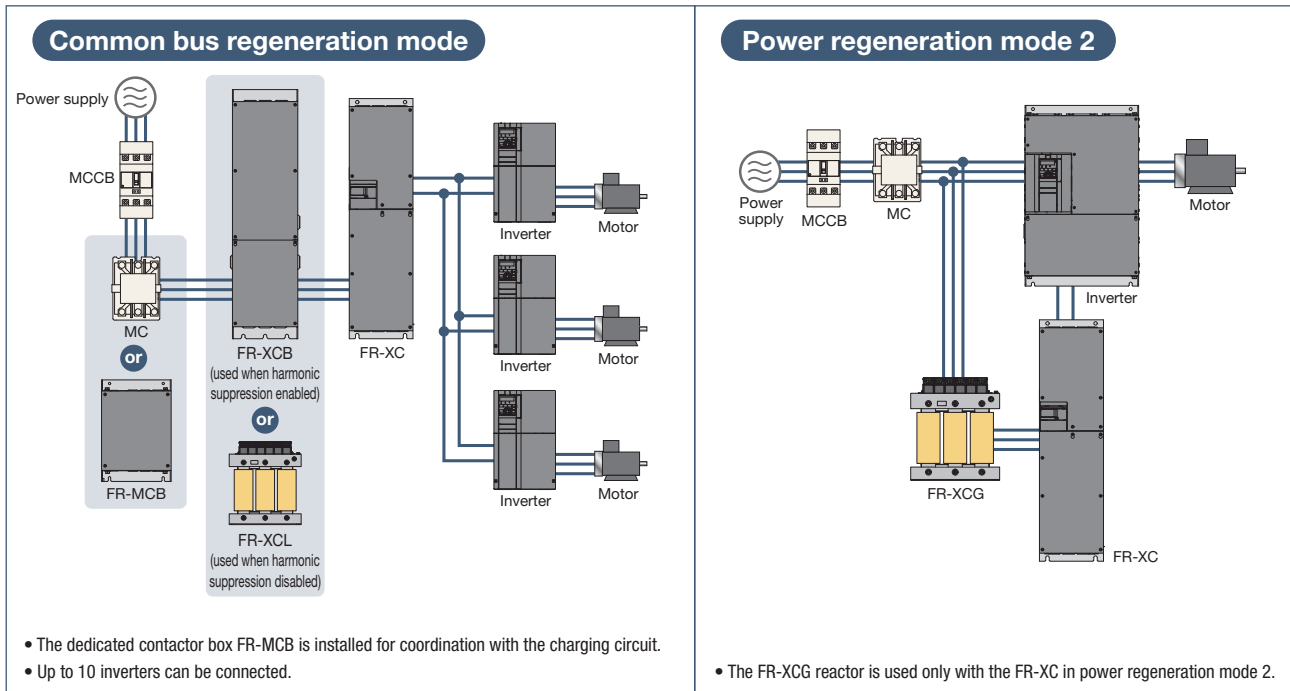 Common bus regeneration mode
Power supply
MCCB
MC
or
FR-MCB
FR-XCB
(used when harmonic
suppression enabled)
or
FR-XCL
(used when harmonic
suppression disabled)
FR-XC
Inverter
Motor
Inverter
Motor
Inverter
Motor
• The dedicated contactor box FR-MCB is installed for coordination with the charging circuit.
• Up to 10 inverters can be connected.
Power regeneration mode 2
Power
supply
MCCB
MC
Inverter
Motor
FR-XCG
FR-XC
• The FR-XCG reactor is used only with the FR-XC in power regeneration mode 2.